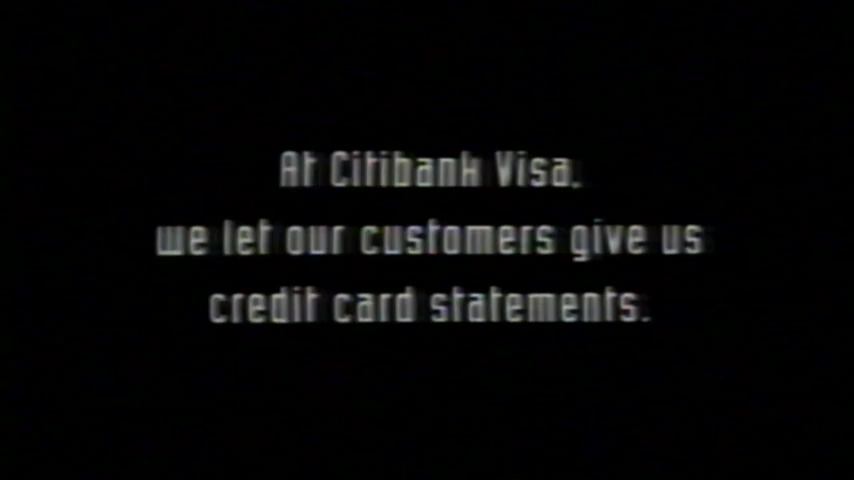 At Citibank Visa,
we let our customers give us
credit card statements.